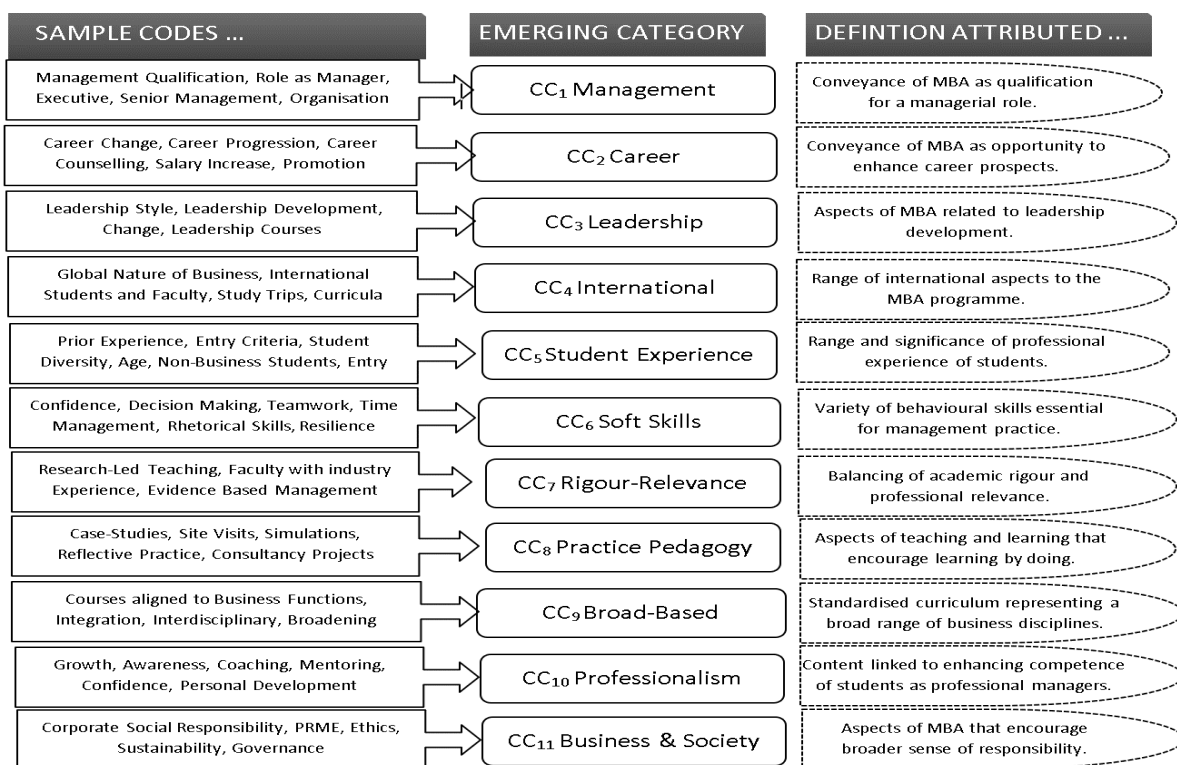 SAMPLE CODES ...
EMERGING CATEGORY
DEFINTION ATTRIBUTED ...
Management Qualification, Role as Manager,
Executive, Senior Management, Organisation
CC₁ Management
Conveyance of MBA as qualification
for a managerial role.
Career Change, Career Progression, Career
Counselling, Salary Increase, Promotion
CC₂ Career
Conveyance of MBA as opportunity to
enhance career prospects.
Leadership Style, Leadership Development,
Change, Leadership Courses
CC₃ Leadership
Aspects of MBA related to leadership
development.
Global Nature of Business, International
Students and Faculty, Study Trips, Curricula
CC₄ International
Range of international aspects to the
MBA programme.
Prior Experience, Entry Criteria, Student
Diversity, Age, Non-Business Students, Entry
CC₅ Student Experience
Range and significance of professional
experience of students.
Confidence, Decision Making, Teamwork, Time
Management, Rhetorical Skills, Resilience
CC₆ Soft Skills
Variety of behavioural skills essential
for management practice.
Research-Led Teaching, Faculty with industry
Experience, Evidence Based Management
CC₇ Rigour-Relevance
Balancing of academic rigour and
professional relevance.
Case-Studies, Site Visits, Simulations,
Reflective Practice, Consultancy Projects
CC₈ Practice Pedagogy
Aspects of teaching and learning that
encourage learning by doing.
Courses aligned to Business Functions,
Integration, Interdisciplinary, Broadening
CC₉ Broad-Based
Standardised curriculum representing a
broad range of business disciplines.
Growth, Awareness, Coaching, Mentoring,
Confidence, Personal Development
CC₁₀ Professionalism
Content linked to enhancing competence
of students as professional managers.
Corporate Social Responsibility, PRME, Ethics,
Sustainability, Governance
CC₁₁ Business & Society
Aspects of MBA that encourage
broader sense of responsibility.